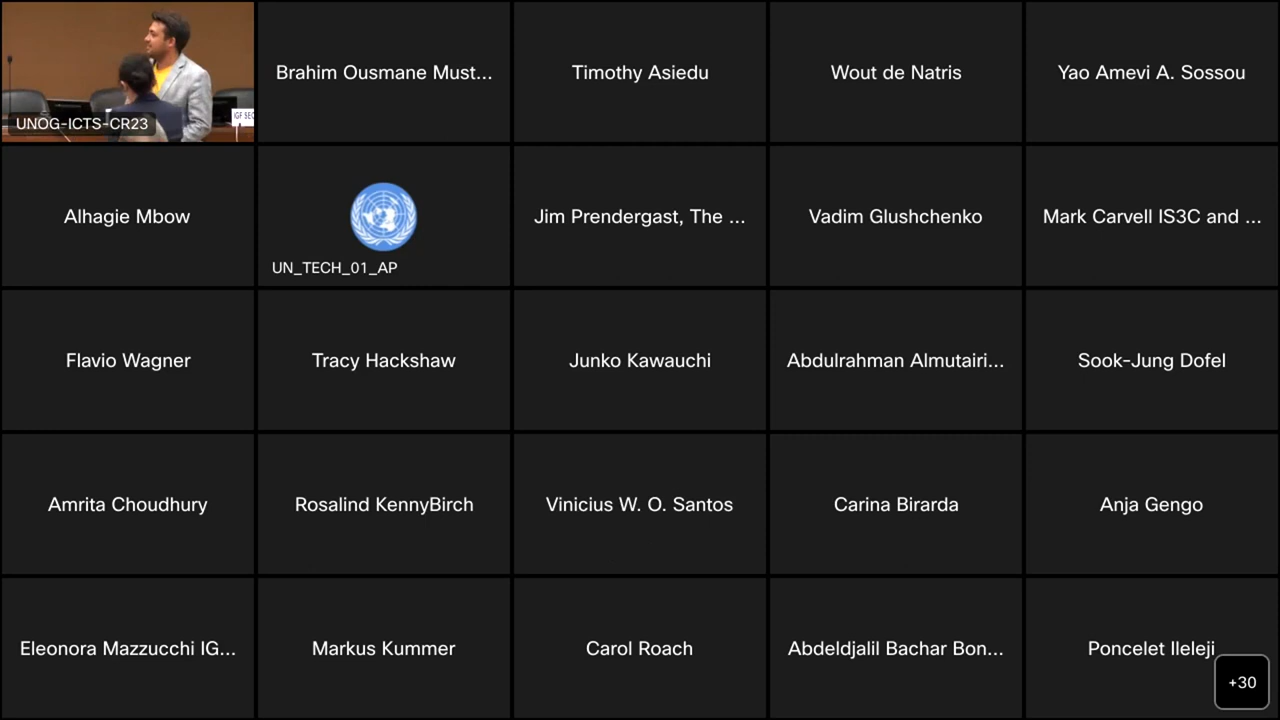 UNOG-ICTS-CR23
Brahim Ousmane Must...
Timothy Asiedu
Wout de Natris
Yao Amevi A. Sossou
Alhagie Mbow
UN_TECH_01_AP
Jim Prendergast, The ...
Vadim Glushchenko
Mark Carvell IS3C and ...
Flavio Wagner
Tracy Hackshaw
Junko Kawauchi
Abdulrahman Almutairi...
Sook-Jung Dofel
Amrita Choudhury
Rosalind KennyBirch
Vinicius W. O. Santos
Carina Birarda
Anja Gengo
Eleonora Mazzucchi IG...
Markus Kummer
Carol Roach
Abdeldjalil Bachar Bon...
Poncelet Ileleji
+30